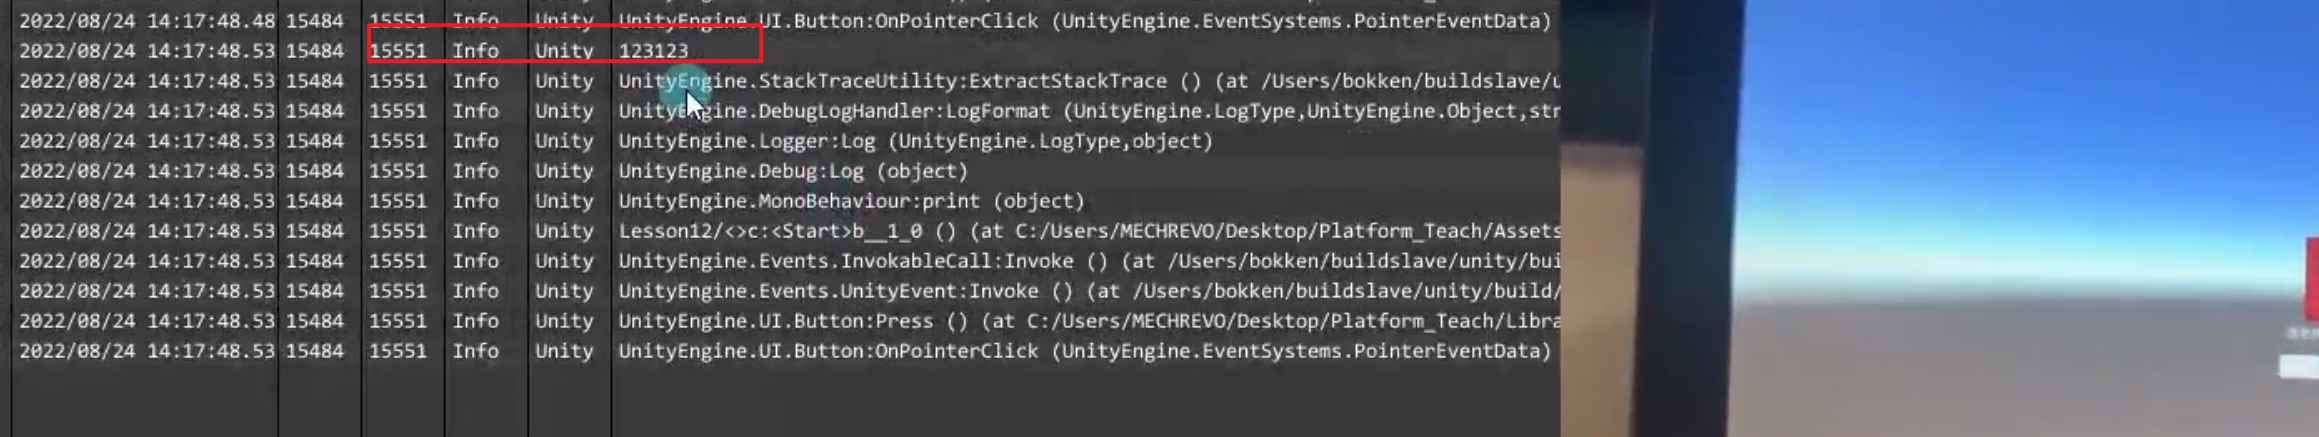 2022/08/24 14:17:48.48 15484 15551 Info Unity UnityEngine.UI.Button:OnPointerClick (UnityEngine.EventSystems.PointerEventData)
2022/08/24 14:17:48.53 15484 15551 Info Unity 123123
2022/08/24 14:17:48.53 15484 15551 Info Unity UnityEngine.StackTraceUtility:ExtractStackTrace () (at /Users/bokken/buildslave/u
2022/08/24 14:17:48.53 15484 15551 Info Unity UnityEngine.DebugLogHandler:LogFormat (UnityEngine.LogType,UnityEngine.Object,str
2022/08/24 14:17:48.53 15484 15551 Info Unity UnityEngine.Logger:Log (UnityEngine.LogType,object)
2022/08/24 14:17:48.53 15484 15551 Info Unity UnityEngine.Debug:Log (object)
2022/08/24 14:17:48.53 15484 15551 Info Unity UnityEngine.MonoBehaviour:print (object)
2022/08/24 14:17:48.53 15484 15551 Info Unity Lesson12/<>c:<Start>b__1_0 () (at C:/Users/MECHREVO/Desktop/Platform_Teach/Assets
2022/08/24 14:17:48.53 15484 15551 Info Unity UnityEngine.Events.InvokableCall:Invoke () (at /Users/bokken/buildslave/unity/bui
2022/08/24 14:17:48.53 15484 15551 Info Unity UnityEngine.Events.UnityEvent:Invoke () (at /Users/bokken/buildslave/unity/build/
2022/08/24 14:17:48.53 15484 15551 Info Unity UnityEngine.UI.Button:Press () (at C:/Users/MECHREVO/Desktop/Platform_Teach/Libra
2022/08/24 14:17:48.53 15484 15551 Info Unity UnityEngine.UI.Button:OnPointerClick (UnityEngine.EventSystems.PointerEventData)